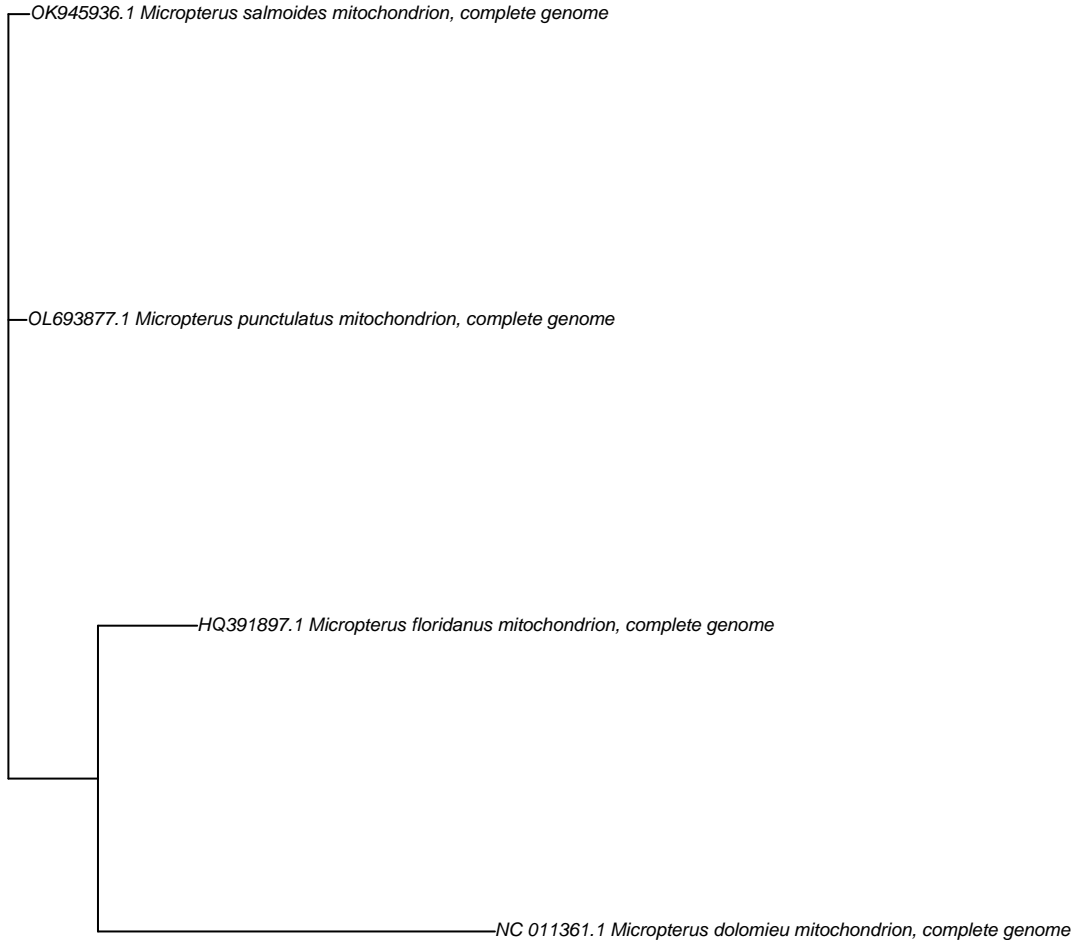 OK945936.1 Micropterus salmoides mitochondrion, complete genome
OL693877.1 Micropterus punctulatus mitochondrion, complete genome
HQ391897.1 Micropterus floridanus mitochondrion, complete genome
NC 011361.1 Micropterus dolomieu mitochondrion, complete genome